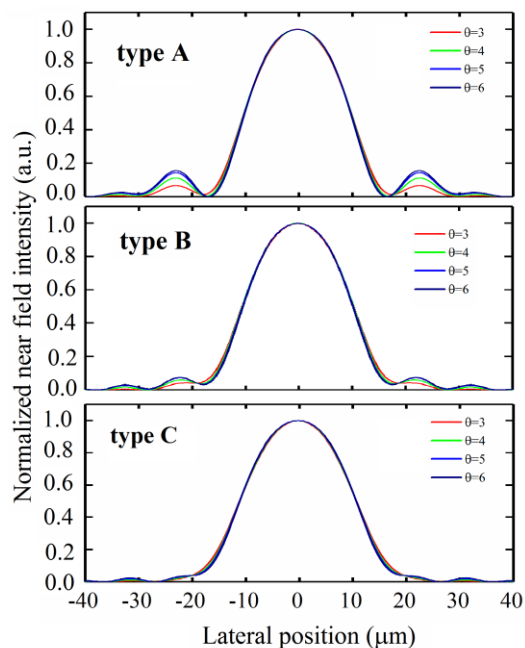 Normalized near field intensity (a.u.)
type A
1.0
0.8
0.6
0.4
0.2
0.0
θ=3
θ=4
θ=5
θ=6
type B
1.0
0.8
0.6
0.4
0.2
0.0
θ=3
θ=4
θ=5
θ=6
type C
1.0
0.8
0.6
0.4
0.2
0.0
θ=3
θ=4
θ=5
θ=6
-40 -30 -20 -10 0 10 20 30 40
Lateral position (μm)